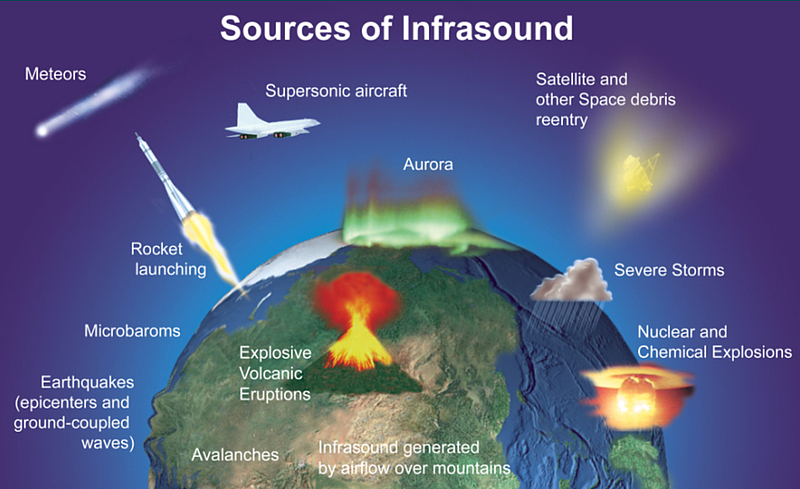 Sources of Infrasound
Meteors
Supersonic aircraft
Satellite and
other Space debris
reentry
Aurora
Rocket
launching
Severe Storms
Microbaroms
Nuclear and
Chemical Explosions
Explosive
Volcanic
Eruptions
Earthquakes
(epicenters and
ground-coupled
waves)
Avalanches
Infrasound generated
by airflow over mountains